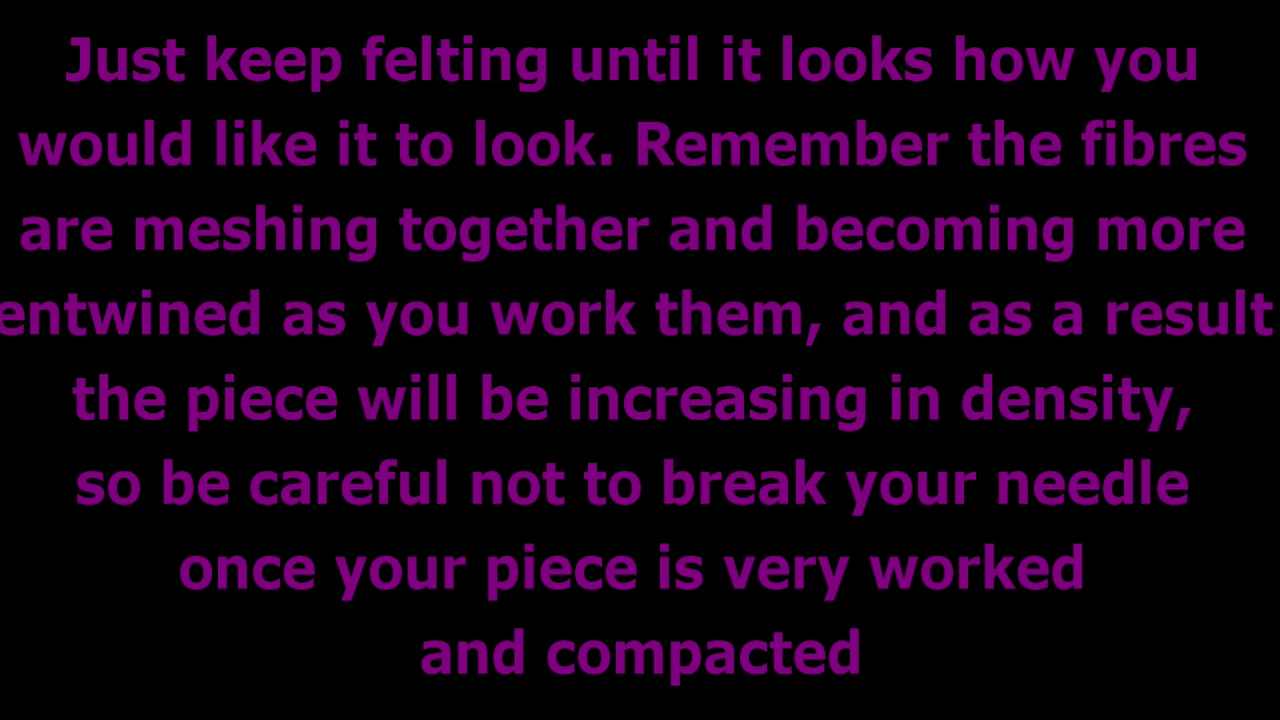 Just keep felting until it looks how you
would like it to look. Remember the fibres
are meshing together and becoming more
entwined as you work them, and as a result
the piece will be increasing in density,
so be careful not to break your needle
once your piece is very worked
and compacted